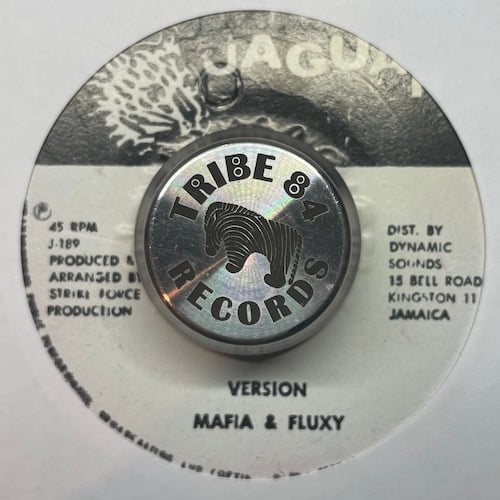 JAGUAR
TRIBE 84
RECORDS
45 RPM
J-189
PRODUCED &
ARRANGED BY
STRIKE FORCE
PRODUCTION
DIST. BY
DYNAMIC
SOUNDS
15 BELL ROAD
KINGSTON 11
JAMAICA
VERSION
MAFIA & FLUXY